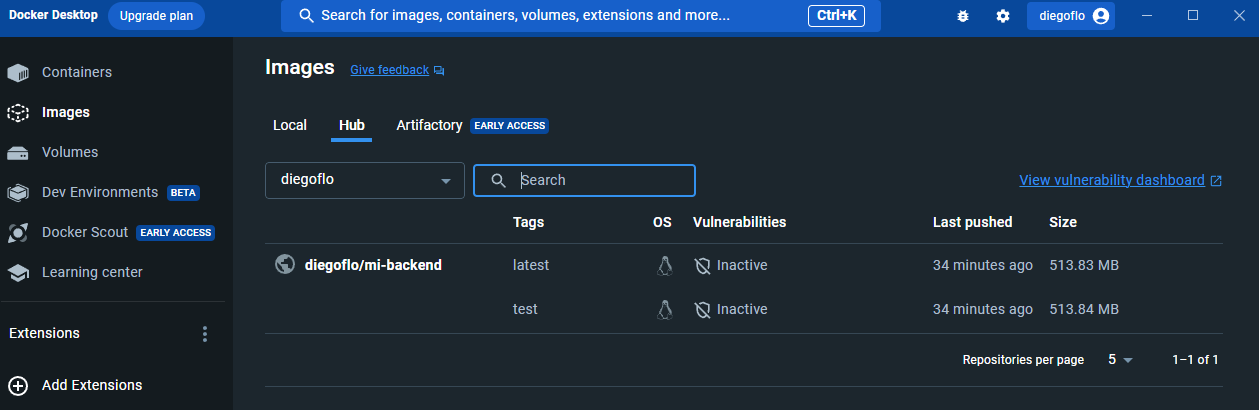 Docker Desktop Upgrade plan Search for images, containers, volumes, extensions and more... Ctrl+K diegoflo
Containers
Images
Volumes
Dev Environments BETA
Docker Scout EARLY ACCESS
Learning center
Extensions
Add Extensions
Images Give feedback
Local Hub Artifactory EARLY ACCESS
diegoflo Search View vulnerability dashboard
Tags OS Vulnerabilities Last pushed Size
diegoflo/mi-backend latest Inactive 34 minutes ago 513.83 MB
test Inactive 34 minutes ago 513.84 MB
Repositories per page 5 1–1 of 1